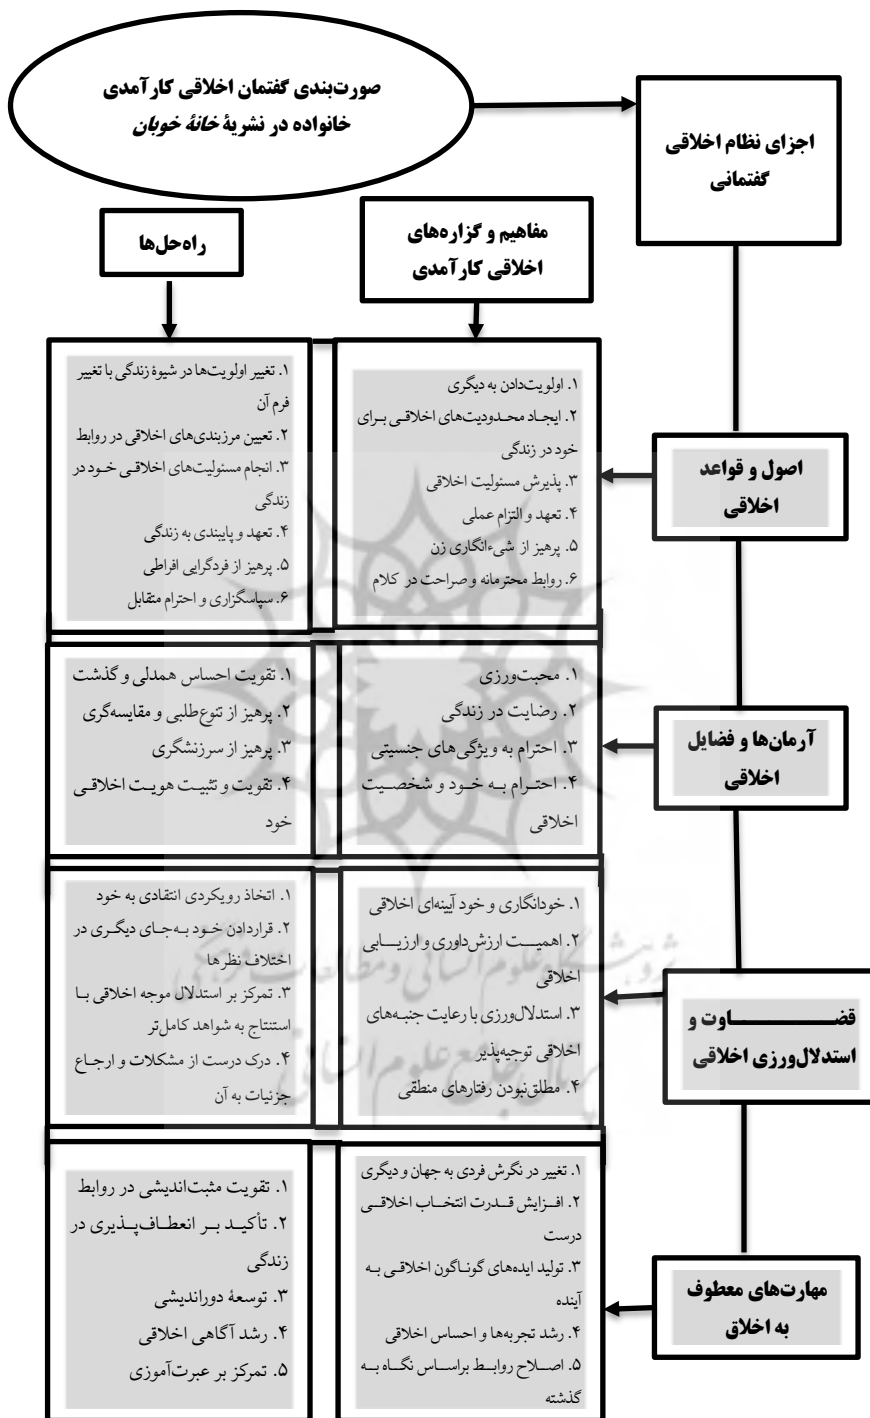 صورت‌بندی گفتمان اخلاقی کارآمدی
خانواده در نشریۀ خانۀ خوبان
اجزای نظام اخلاقی
گفتمانی
مفاهیم و گزاره‌های
اخلاقی کارآمدی
راه‌حل‌ها
اصول و قواعد
اخلاقی
۱. اولویت‌دادن به دیگری
۲. ایجاد محدودیت‌های اخلاقی برای
خود در زندگی
۳. پذیرش مسئولیت اخلاقی
۴. تعهد و التزام عملی
۵. پرهیز از شیءانگاری زن
۶. روابط محترمانه و صراحت در کلام
۱. تغییر اولویت‌ها در شیوۀ زندگی با تغییر
فرم آن
۲. تعیین مرزبندی‌های اخلاقی در روابط
۳. انجام مسئولیت‌های اخلاقی خود در
زندگی
۴. تعهد و پایبندی به زندگی
۵. پرهیز از فردگرایی افراطی
۶. سپاسگزاری و احترام متقابل
آرمان‌ها و فضایل
اخلاقی
۱. محبت‌ورزی
۲. رضایت در زندگی
۳. احترام به ویژگی‌های جنسیتی
۴. احترام به خود و شخصیت
اخلاقی
۱. تقویت احساس همدلی و گذشت
۲. پرهیز از تنوع‌طلبی و مقایسه‌گری
۳. پرهیز از سرزنشگری
۴. تقویت و تثبیت هویت اخلاقی
خود
قضاوت و
استدلال‌ورزی اخلاقی
۱. خودانگاری و خود آیینه‌ای اخلاقی
۲. اهمیت ارزش‌داوری و ارزیابی
اخلاقی
۳. استدلال‌ورزی با رعایت جنبه‌های
اخلاقی توجیه‌پذیر
۴. مطلق‌نبودن رفتارهای منطقی
۱. اتخاذ رویکردی انتقادی به خود
۲. قراردادن خود به‌جای دیگری در
اختلاف نظرها
۳. تمرکز بر استدلال موجه اخلاقی با
استنتاج به شواهد کامل‌تر
۴. درک درست از مشکلات و ارجاع
جزئیات به آن
پژوهشگاه علوم انسانی و مطالعات فرهنگی
پرتال جامع علوم انسانی
مهارت‌های معطوف
به اخلاق
۱. تغییر در نگرش فردی به جهان و دیگری
۲. افزایش قدرت انتخاب اخلاقی
درست
۳. تولید ایده‌های گوناگون اخلاقی به
آینده
۴. رشد تجربه‌ها و احساس اخلاقی
۵. اصلاح روابط براساس نگاه به
گذشته
۱. تقویت مثبت‌اندیشی در روابط
۲. تأکید بر انعطاف‌پذیری در
زندگی
۳. توسعۀ دوراندیشی
۴. رشد آگاهی اخلاقی
۵. تمرکز بر عبرت‌آموزی